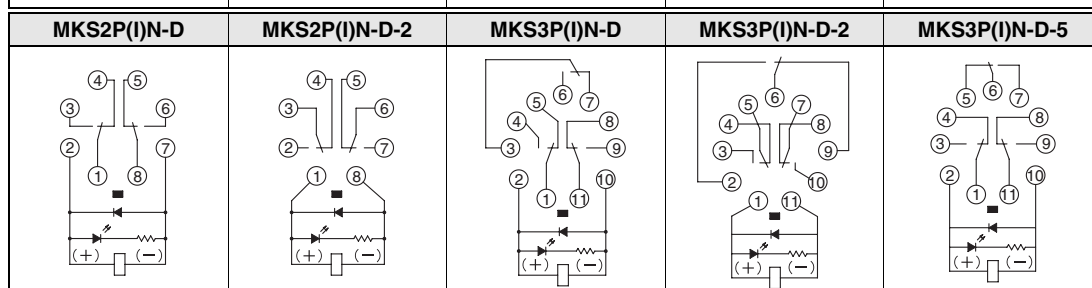 MKS2P(I)N-D MKS2P(I)N-D-2 MKS3P(I)N-D MKS3P(I)N-D-2 MKS3P(I)N-D-5
4 5 4 5 6 7 6 5 6 7
3 6 3 6 5 4 8 5 7 4 8 4 8
2 7 2 7 3 9 3 9 3 9
1 8 1 8 2 1 11 10 2 1 11 10 2 1 11 10
(+) (−) (+) (−) (+) (−) (+) (−) (+) (−)